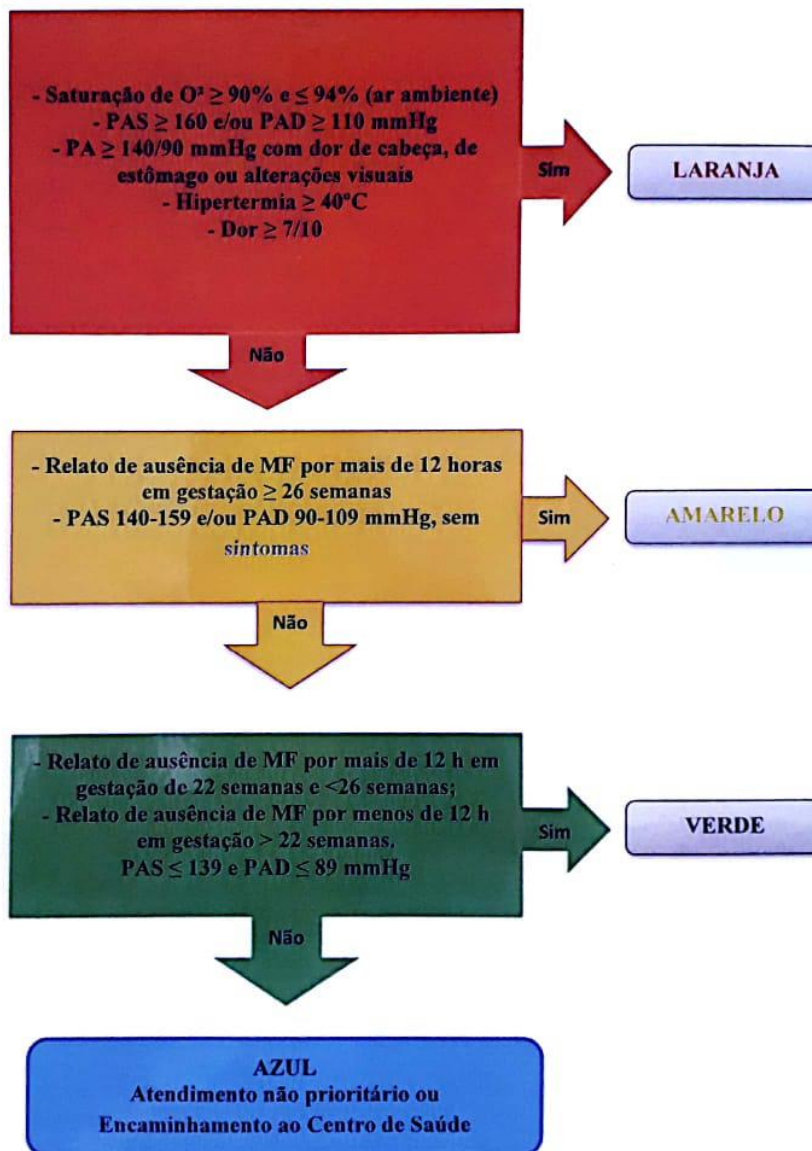 - Saturação de O² ≥ 90% e ≤ 94% (ar ambiente)
- PAS ≥ 160 e/ou PAD ≥ 110 mmHg
- PA ≥ 140/90 mmHg com dor de cabeça, de
estômago ou alterações visuais
- Hipertermia ≥ 40°C
- Dor ≥ 7/10
Sim
LARANJA
Não
- Relato de ausência de MF por mais de 12 horas
em gestação ≥ 26 semanas
- PAS 140-159 e/ou PAD 90-109 mmHg, sem
sintomas
Sim
AMARELO
Não
- Relato de ausência de MF por mais de 12 h em
gestação de 22 semanas e <26 semanas;
- Relato de ausência de MF por menos de 12 h
em gestação > 22 semanas.
PAS ≤ 139 e PAD ≤ 89 mmHg
Sim
VERDE
Não
AZUL
Atendimento não prioritário ou
Encaminhamento ao Centro de Saúde